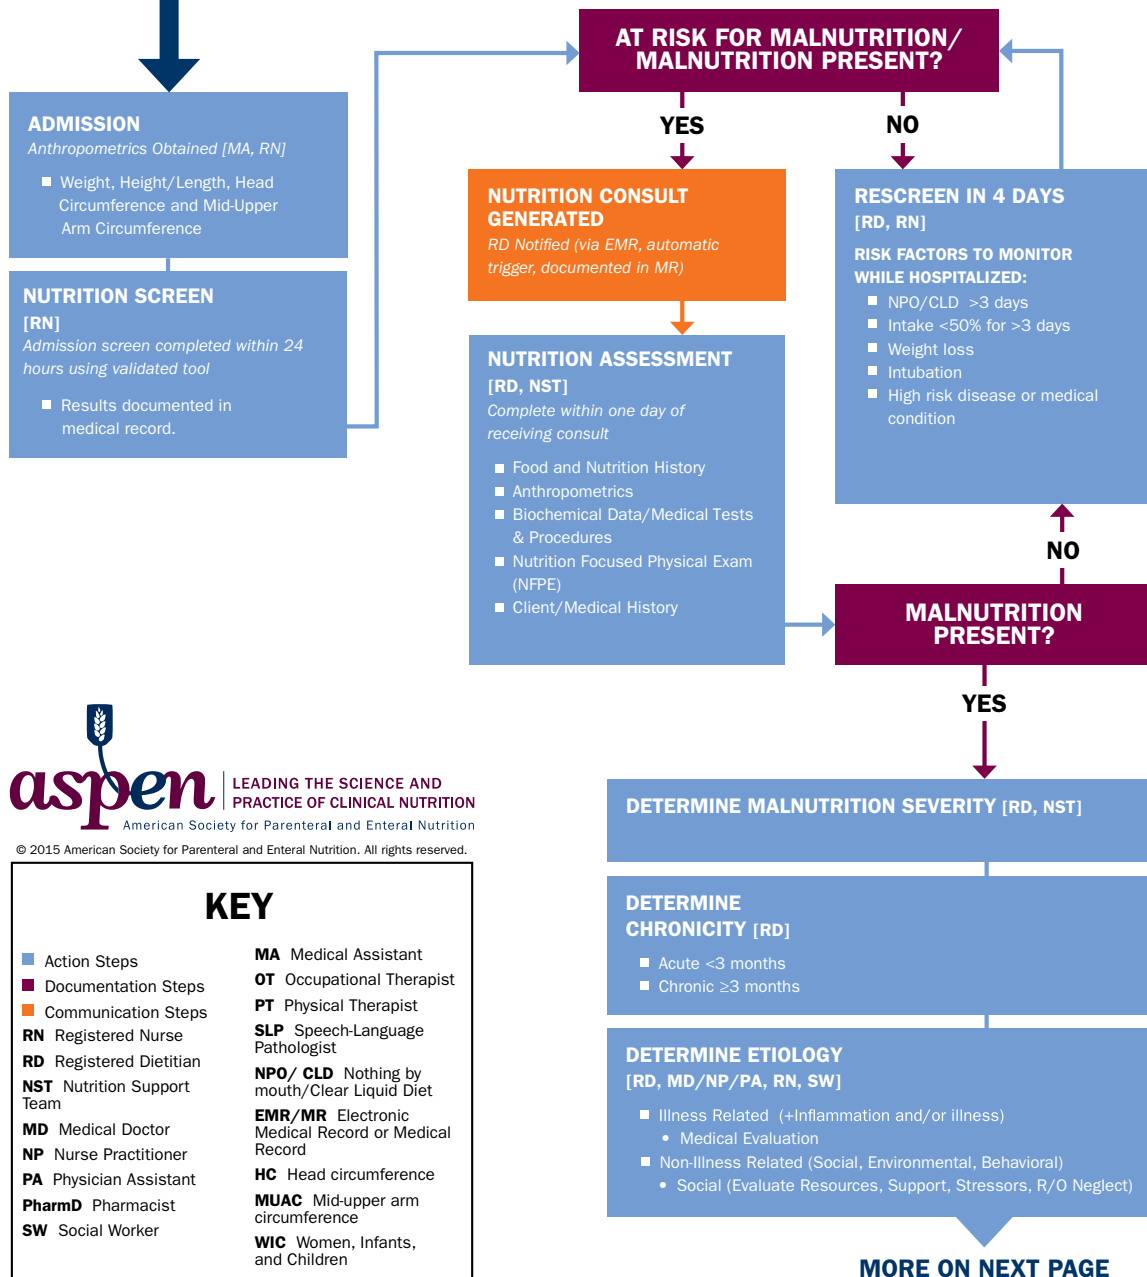 AT RISK FOR MALNUTRITION/
MALNUTRITION PRESENT?
YES
NO
ADMISSION
Anthropometrics Obtained [MA, RN]
■ Weight, Height/Length, Head
Circumference and Mid-Upper
Arm Circumference
NUTRITION SCREEN
[RN]
Admission screen completed within 24
hours using validated tool
■ Results documented in
medical record.
NUTRITION CONSULT
GENERATED
RD Notified (via EMR, automatic
trigger, documented in MR)
NUTRITION ASSESSMENT
[RD, NST]
Complete within one day of
receiving consult
■ Food and Nutrition History
■ Anthropometrics
■ Biochemical Data/Medical Tests
& Procedures
■ Nutrition Focused Physical Exam
(NFPE)
■ Client/Medical History
RESCREEN IN 4 DAYS
[RD, RN]
RISK FACTORS TO MONITOR
WHILE HOSPITALIZED:
■ NPO/CLD >3 days
■ Intake <50% for >3 days
■ Weight loss
■ Intubation
■ High risk disease or medical
condition
NO
MALNUTRITION
PRESENT?
YES
DETERMINE MALNUTRITION SEVERITY [RD, NST]
DETERMINE
CHRONICITY [RD]
■ Acute <3 months
■ Chronic ≥3 months
DETERMINE ETIOLOGY
[RD, MD/NP/PA, RN, SW]
■ Illness Related (+Inflammation and/or illness)
• Medical Evaluation
■ Non-Illness Related (Social, Environmental, Behavioral)
• Social (Evaluate Resources, Support, Stressors, R/O Neglect)
MORE ON NEXT PAGE
aspen
LEADING THE SCIENCE AND
PRACTICE OF CLINICAL NUTRITION
American Society for Parenteral and Enteral Nutrition
© 2015 American Society for Parenteral and Enteral Nutrition. All rights reserved.
KEY
Action Steps
Documentation Steps
Communication Steps
RN Registered Nurse
RD Registered Dietitian
NST Nutrition Support
Team
MD Medical Doctor
NP Nurse Practitioner
PA Physician Assistant
PharmD Pharmacist
SW Social Worker
MA Medical Assistant
OT Occupational Therapist
PT Physical Therapist
SLP Speech-Language
Pathologist
NPO/ CLD Nothing by
mouth/Clear Liquid Diet
EMR/MR Electronic
Medical Record or Medical
Record
HC Head circumference
MUAC Mid-upper arm
circumference
WIC Women, Infants,
and Children